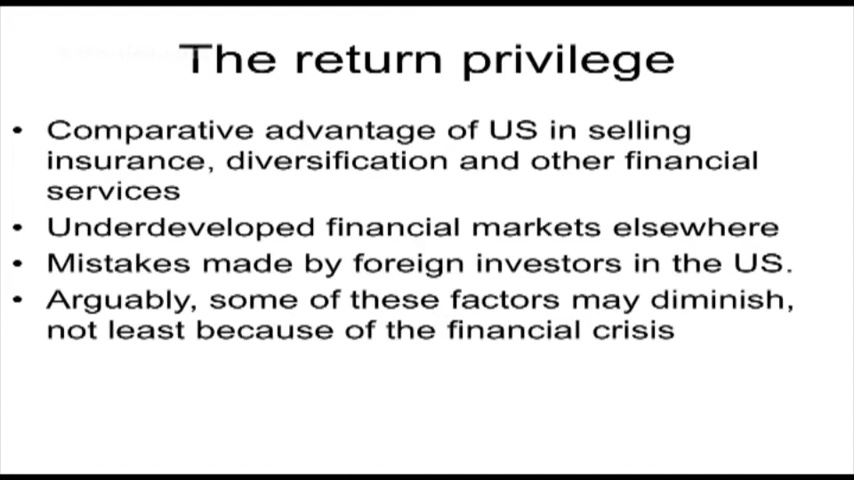 The return privilege
• Comparative advantage of US in selling
insurance, diversification and other financial
services
• Underdeveloped financial markets elsewhere
• Mistakes made by foreign investors in the US.
• Arguably, some of these factors may diminish,
not least because of the financial crisis